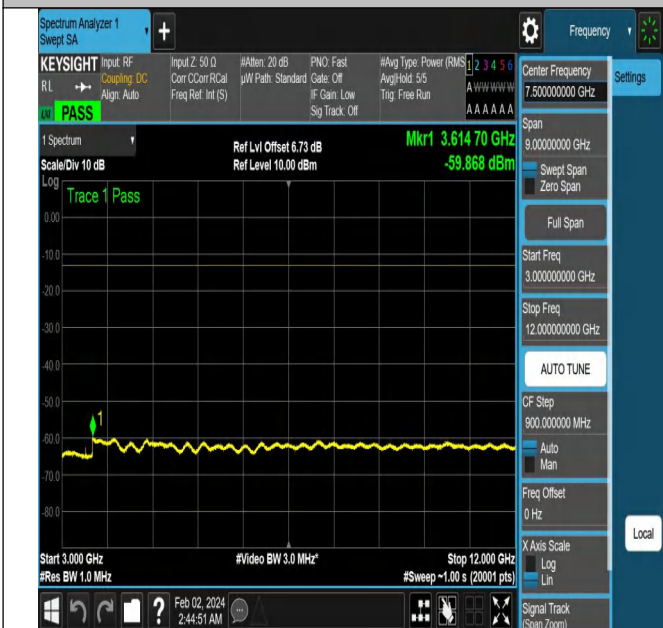 Spectrum Analyzer 1
Swept SA
+
Frequency
KEYSIGHT
RL
Input: RF
Coupling: DC
Align: Auto
Input Z: 50 Ω
Corr CCorr RCal
Freq Ref: Int (S)
#Atten: 20 dB
µW Path: Standard
PNO: Fast
Gate: Off
IF Gain: Low
Sig Track: Off
#Avg Type: Power (RMS
Avg|Hold: 5/5
Trig: Free Run
1 2 3 4 5 6
A W W W W W
A A A A A A
PASS
1 Spectrum
Scale/Div 10 dB
Ref Lvl Offset 6.73 dB
Ref Level 10.00 dBm
Mkr1 3.614 70 GHz
-59.868 dBm
Log
Trace 1 Pass
0.00
-10.0
-20.0
-30.0
-40.0
-50.0
-60.0
-70.0
-80.0
1
Start 3.000 GHz
#Res BW 1.0 MHz
#Video BW 3.0 MHz*
Stop 12.000 GHz
#Sweep ~1.00 s (20001 pts)
?
Feb 02, 2024
2:44:51 AM
Center Frequency
7.500000000 GHz
Settings
Span
9.00000000 GHz
Swept Span
Zero Span
Full Span
Start Freq
3.000000000 GHz
Stop Freq
12.000000000 GHz
AUTO TUNE
CF Step
900.000000 MHz
Auto
Man
Freq Offset
0 Hz
X Axis Scale
Log
Lin
Local
Signal Track
(Span Zoom)